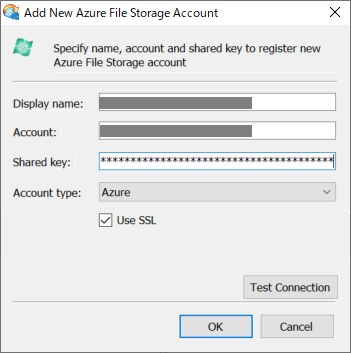 Add New Azure File Storage Account
Specify name, account and shared key to register new
Azure File Storage account
Display name:
Account:
Shared key:
****************************************
Account type:
Azure
Use SSL
Test Connection
OK
Cancel